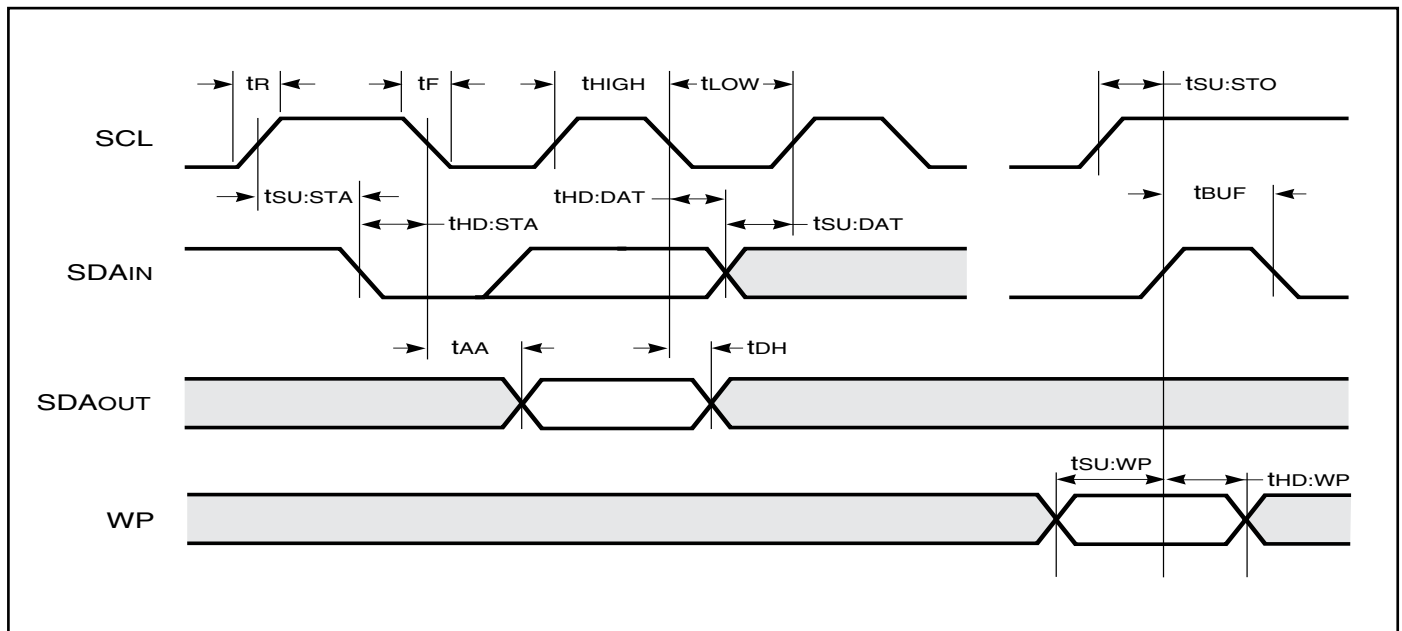 tR
tF
tHIGH
tLOW
tSU:STO
SCL
tSU:STA
tHD:STA
tHD:DAT
tSU:DAT
tBUF
SDAIN
tAA
tDH
SDAOUT
tSU:WP
tHD:WP
WP